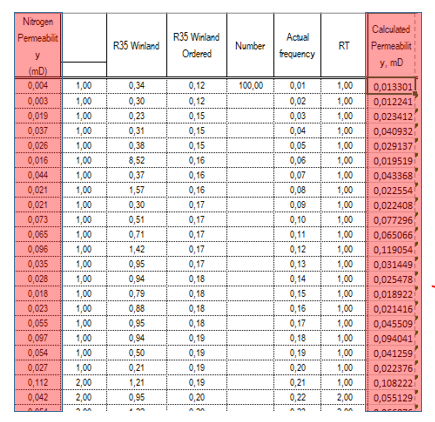 Nitrogen Permeability (mD) R35 Winland R35 Winland Ordered Number Actual frequency RT Calculated Permeability, mD
0,004 1,00 0,34 0,12 100,00 0,01 1,00 0,013301
0,003 1,00 0,30 0,12 0,02 1,00 0,012241
0,019 1,00 0,23 0,15 0,03 1,00 0,023412
0,037 1,00 0,31 0,15 0,04 1,00 0,040932
0,026 1,00 0,38 0,15 0,05 1,00 0,029137
0,016 1,00 8,52 0,16 0,06 1,00 0,019519
0,044 1,00 0,37 0,16 0,07 1,00 0,043368
0,021 1,00 1,57 0,16 0,08 1,00 0,022554
0,021 1,00 0,30 0,17 0,09 1,00 0,022408
0,073 1,00 0,51 0,17 0,10 1,00 0,077296
0,065 1,00 0,71 0,17 0,11 1,00 0,065066
0,096 1,00 1,42 0,17 0,12 1,00 0,119054
0,035 1,00 0,95 0,17 0,13 1,00 0,031449
0,028 1,00 0,94 0,18 0,14 1,00 0,025478
0,018 1,00 0,79 0,18 0,15 1,00 0,018922
0,023 1,00 0,88 0,18 0,16 1,00 0,021416
0,055 1,00 0,95 0,18 0,17 1,00 0,045509
0,097 1,00 0,94 0,19 0,18 1,00 0,094041
0,054 1,00 0,50 0,19 0,19 1,00 0,041259
0,027 1,00 0,21 0,19 0,20 1,00 0,022376
0,112 2,00 1,21 0,19 0,21 1,00 0,108222
0,042 2,00 0,95 0,20 0,22 2,00 0,055129